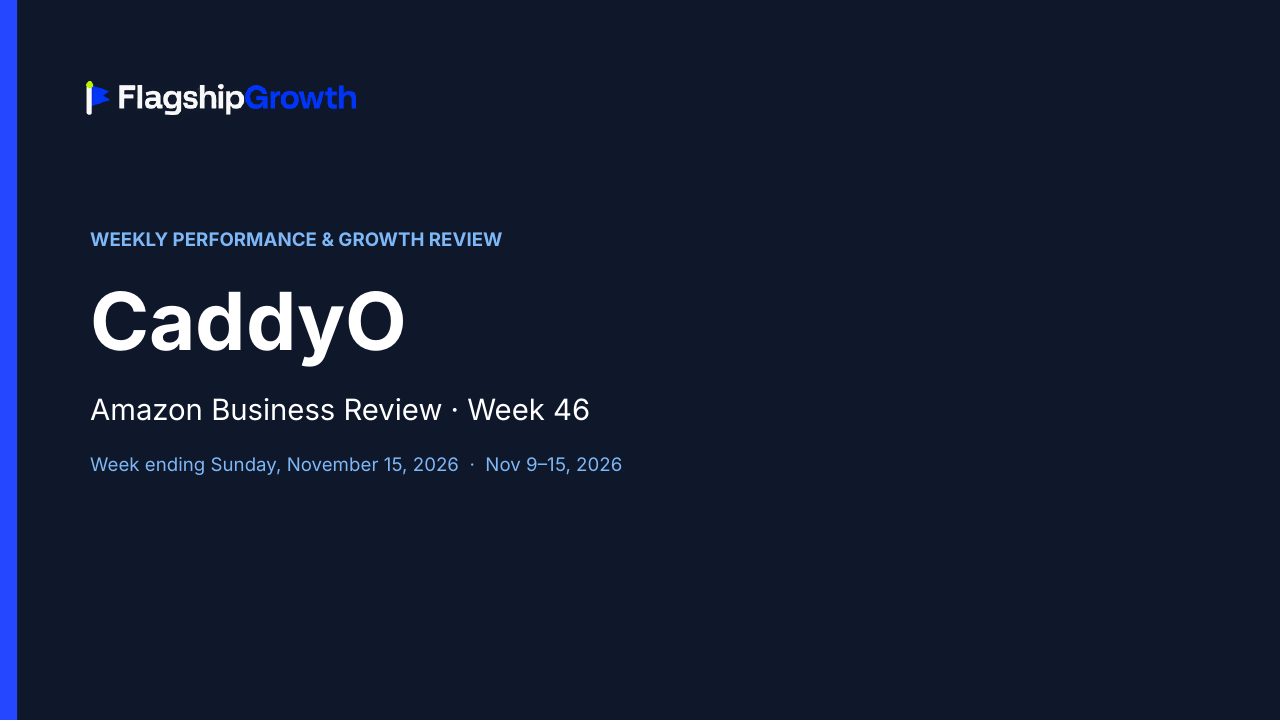 FlagshipGrowth
WEEKLY PERFORMANCE & GROWTH REVIEW
CaddyO
Amazon Business Review · Week 46
Week ending Sunday, November 15, 2026 · Nov 9–15, 2026